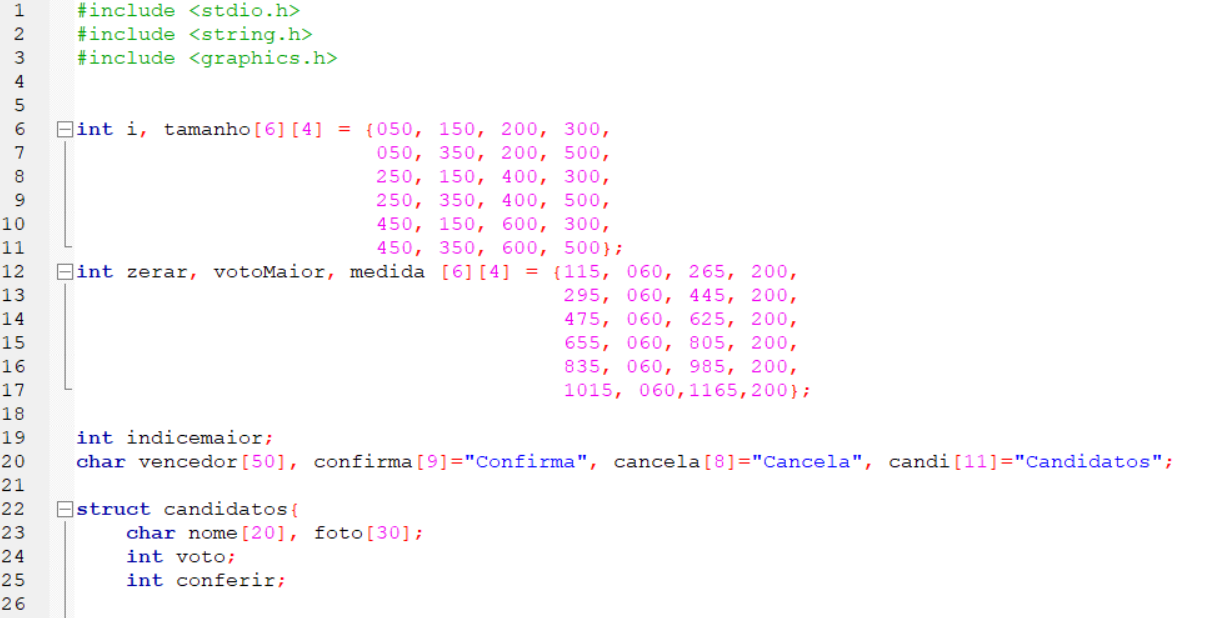 1 #include <stdio.h>
2 #include <string.h>
3 #include <graphics.h>
4
5
6 int i, tamanho[6][4] = {050, 150, 200, 300,
7 050, 350, 200, 500,
8 250, 150, 400, 300,
9 250, 350, 400, 500,
10 450, 150, 600, 300,
11 450, 350, 600, 500};
12 int zerar, votoMaior, medida [6][4] = {115, 060, 265, 200,
13 295, 060, 445, 200,
14 475, 060, 625, 200,
15 655, 060, 805, 200,
16 835, 060, 985, 200,
17 1015, 060,1165,200};
18
19 int indicemaior;
20 char vencedor[50], confirma[9]="Confirma", cancela[8]="Cancela", candi[11]="Candidatos";
21
22 struct candidatos{
23 char nome[20], foto[30];
24 int voto;
25 int conferir;
26